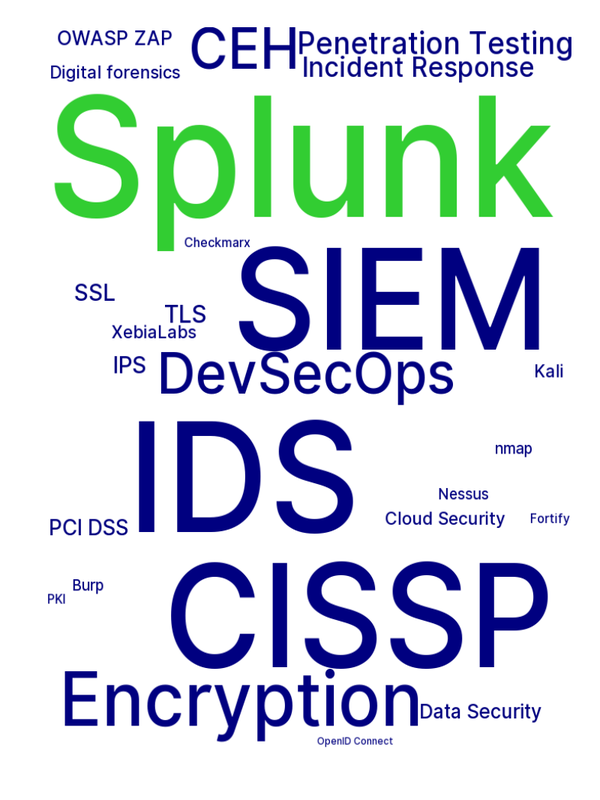 OWASP ZAP
CEH
Penetration Testing
Incident Response
Digital forensics
Splunk
Checkmarx
SIEM
SSL
TLS
XebiaLabs
IPS
DevSecOps
Kali
IDS
nmap
Nessus
Cloud Security
Fortify
PCI DSS
CISSP
Burp
PKI
Encryption
Data Security
OpenID Connect